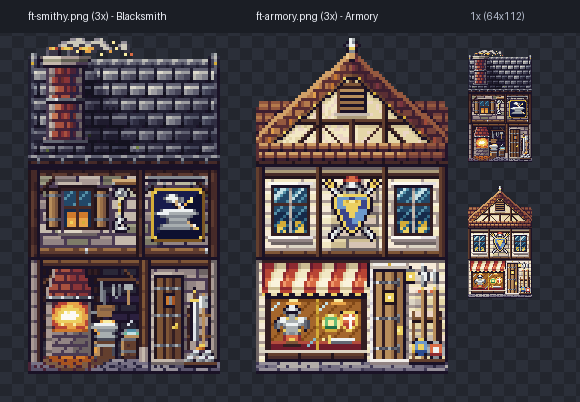 ft-smithy.png (3x) - Blacksmith
ft-armory.png (3x) - Armory
1x (64x112)